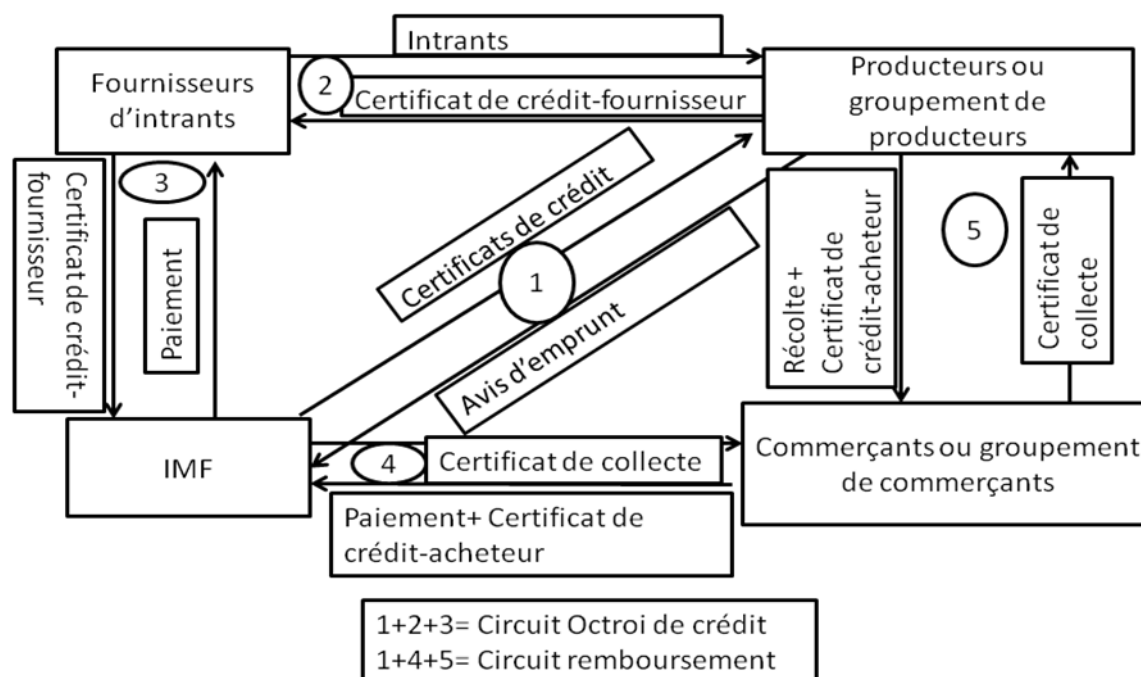 Intrants
Fournisseurs
d’intrants
2
Certificat de crédit-fournisseur
Producteurs ou
groupement de
producteurs
Certificat de crédit-
fournisseur
3
Paiement
Certificats de crédit
1
Avis d’emprunt
Récolte +
Certificat de
crédit-acheteur
5
Certificat de
collecte
IMF
4
Certificat de collecte
Commerçants ou groupement
de commerçants
Paiement+ Certificat de
crédit-acheteur
1+2+3= Circuit Octroi de crédit
1+4+5= Circuit remboursement